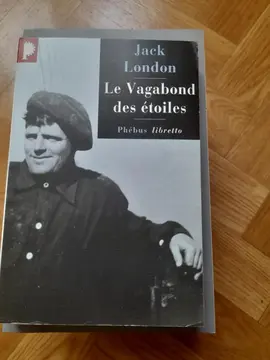 Jack
London
Le Vagabond
des étoiles
Phébus libretto